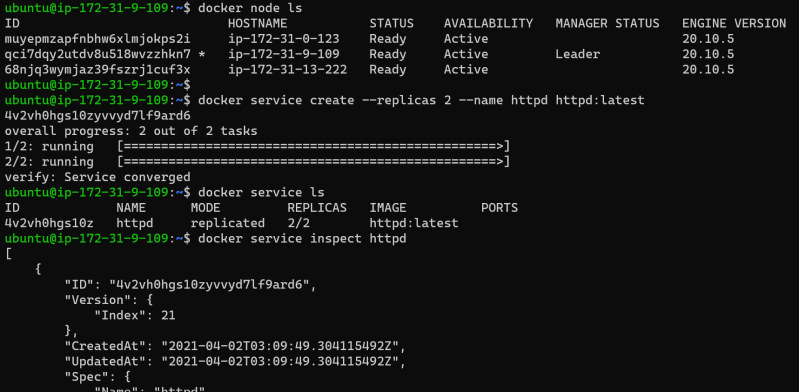 ubuntu@ip-172-31-9-109:~$ docker node ls
ID                            HOSTNAME           STATUS    AVAILABILITY   MANAGER STATUS   ENGINE VERSION
muyepmzapfnbhw6xlmjokps2i     ip-172-31-0-123    Ready     Active                          20.10.5
qci7dqy2utdv8u518wvzzhkn7 *   ip-172-31-9-109    Ready     Active         Leader           20.10.5
68njq3wymjaz39fszrj1cuf3x     ip-172-31-13-222   Ready     Active                          20.10.5
ubuntu@ip-172-31-9-109:~$
ubuntu@ip-172-31-9-109:~$ docker service create --replicas 2 --name httpd httpd:latest
4v2vh0hgs10zyvvyd7lf9ard6
overall progress: 2 out of 2 tasks
1/2: running   [==================================================>]
2/2: running   [==================================================>]
verify: Service converged
ubuntu@ip-172-31-9-109:~$ docker service ls
ID             NAME      MODE         REPLICAS   IMAGE          PORTS
4v2vh0hgs10z   httpd     replicated   2/2        httpd:latest
ubuntu@ip-172-31-9-109:~$ docker service inspect httpd
[
    {
        "ID": "4v2vh0hgs10zyvvyd7lf9ard6",
        "Version": {
            "Index": 21
        },
        "CreatedAt": "2021-04-02T03:09:49.304115492Z",
        "UpdatedAt": "2021-04-02T03:09:49.304115492Z",
        "Spec": {
            "Name": "httpd"